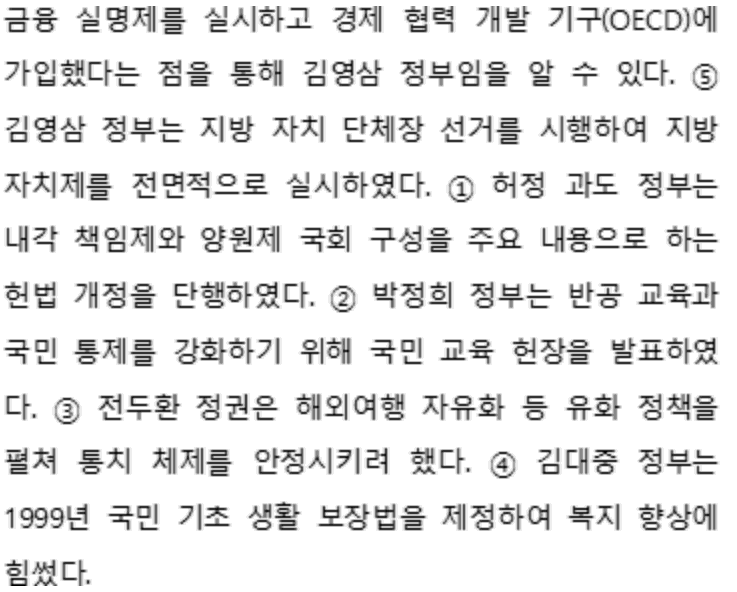 금융 실명제를 실시하고 경제 협력 개발 기구(OECD)에
가입했다는 점을 통해 김영삼 정부임을 알 수 있다. ⑤
김영삼 정부는 지방 자치 단체장 선거를 시행하여 지방
자치제를 전면적으로 실시하였다. ① 허정 과도 정부는
내각 책임제와 양원제 국회 구성을 주요 내용으로 하는
헌법 개정을 단행하였다. ② 박정희 정부는 반공 교육과
국민 통제를 강화하기 위해 국민 교육 헌장을 발표하였
다. ③ 전두환 정권은 해외여행 자유화 등 유화 정책을
펼쳐 통치 체제를 안정시키려 했다. ④ 김대중 정부는
1999년 국민 기초 생활 보장법을 제정하여 복지 향상에
힘썼다.